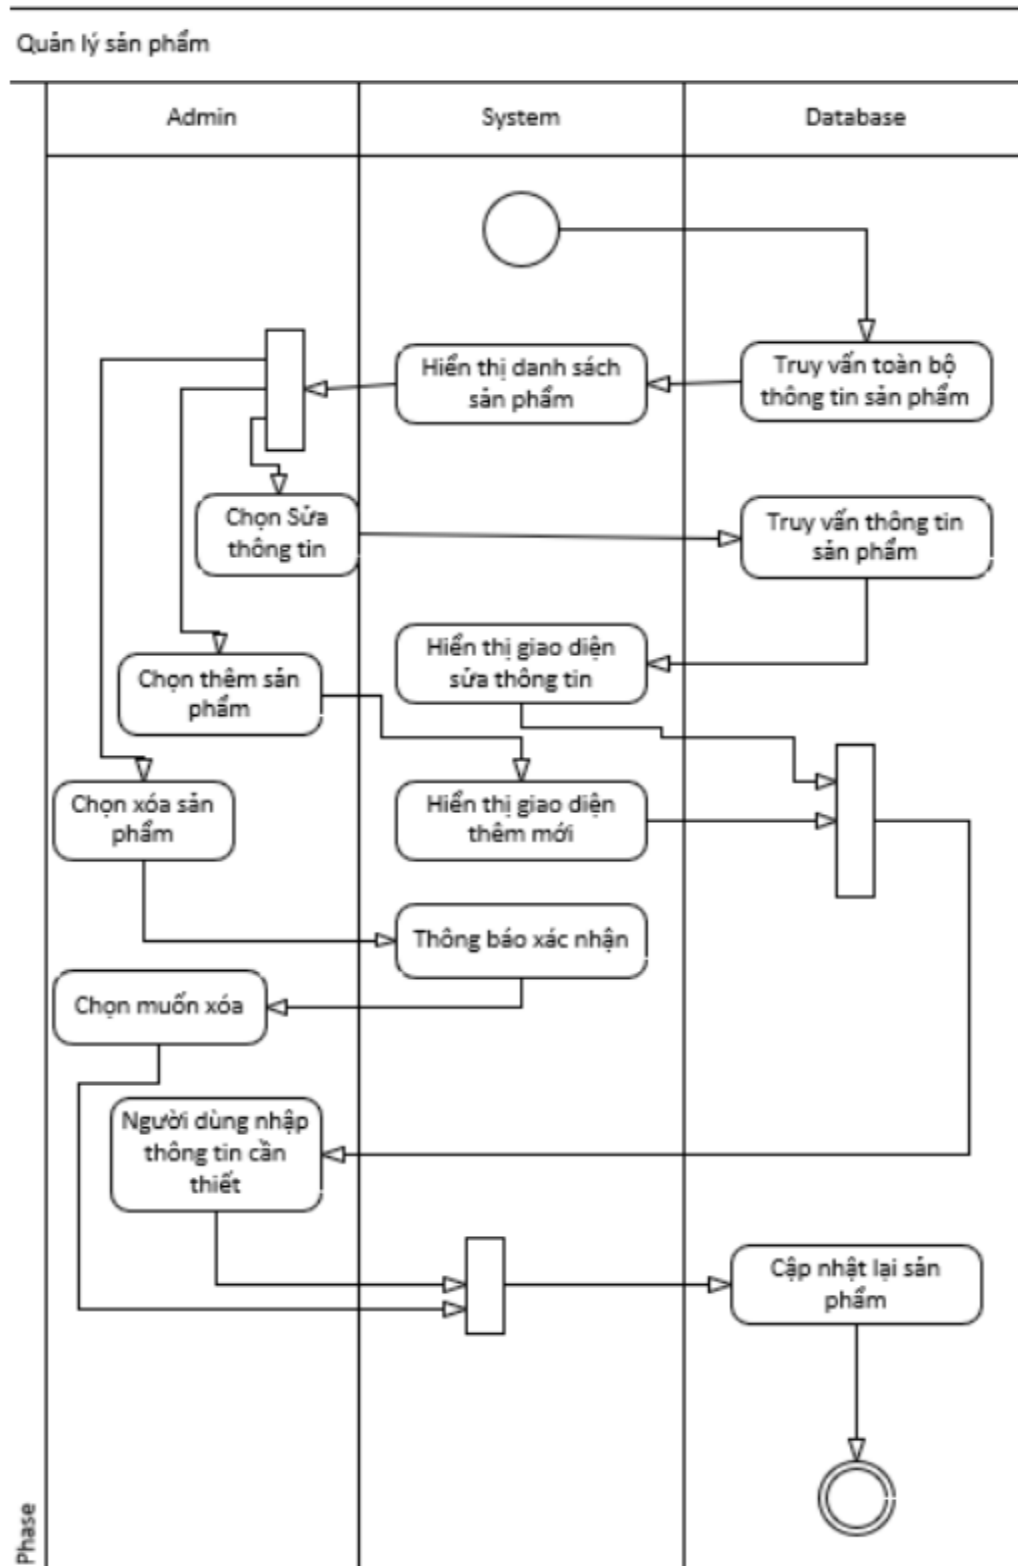 Quản lý sản phẩm
Admin
System
Database
Hiển thị danh sách
sản phẩm
Truy vấn toàn bộ
thông tin sản phẩm
Chọn Sửa
thông tin
Truy vấn thông tin
sản phẩm
Hiển thị giao diện
sửa thông tin
Chọn thêm sản
phẩm
Chọn xóa sản
phẩm
Hiển thị giao diện
thêm mới
Thông báo xác nhận
Chọn muốn xóa
Người dùng nhập
thông tin cần
thiết
Cập nhật lại sản
phẩm
Phase